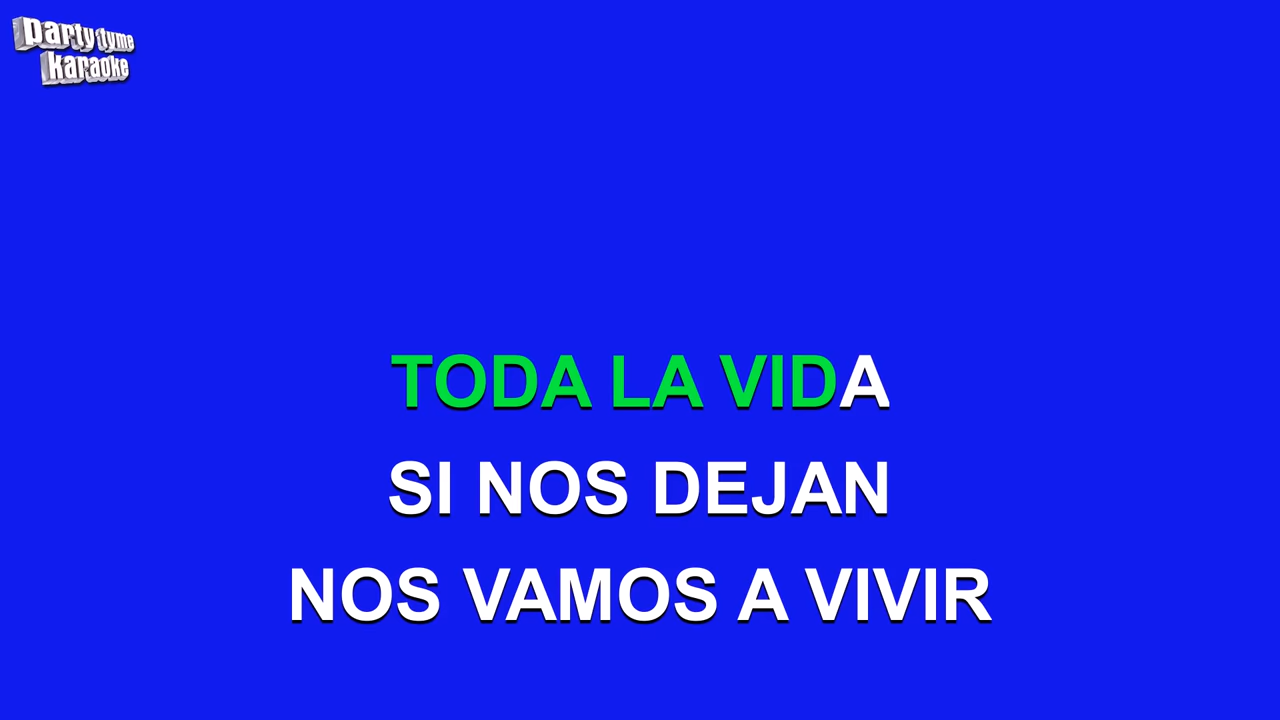 party tyme
karaoke
TODA LA VIDA
SI NOS DEJAN
NOS VAMOS A VIVIR